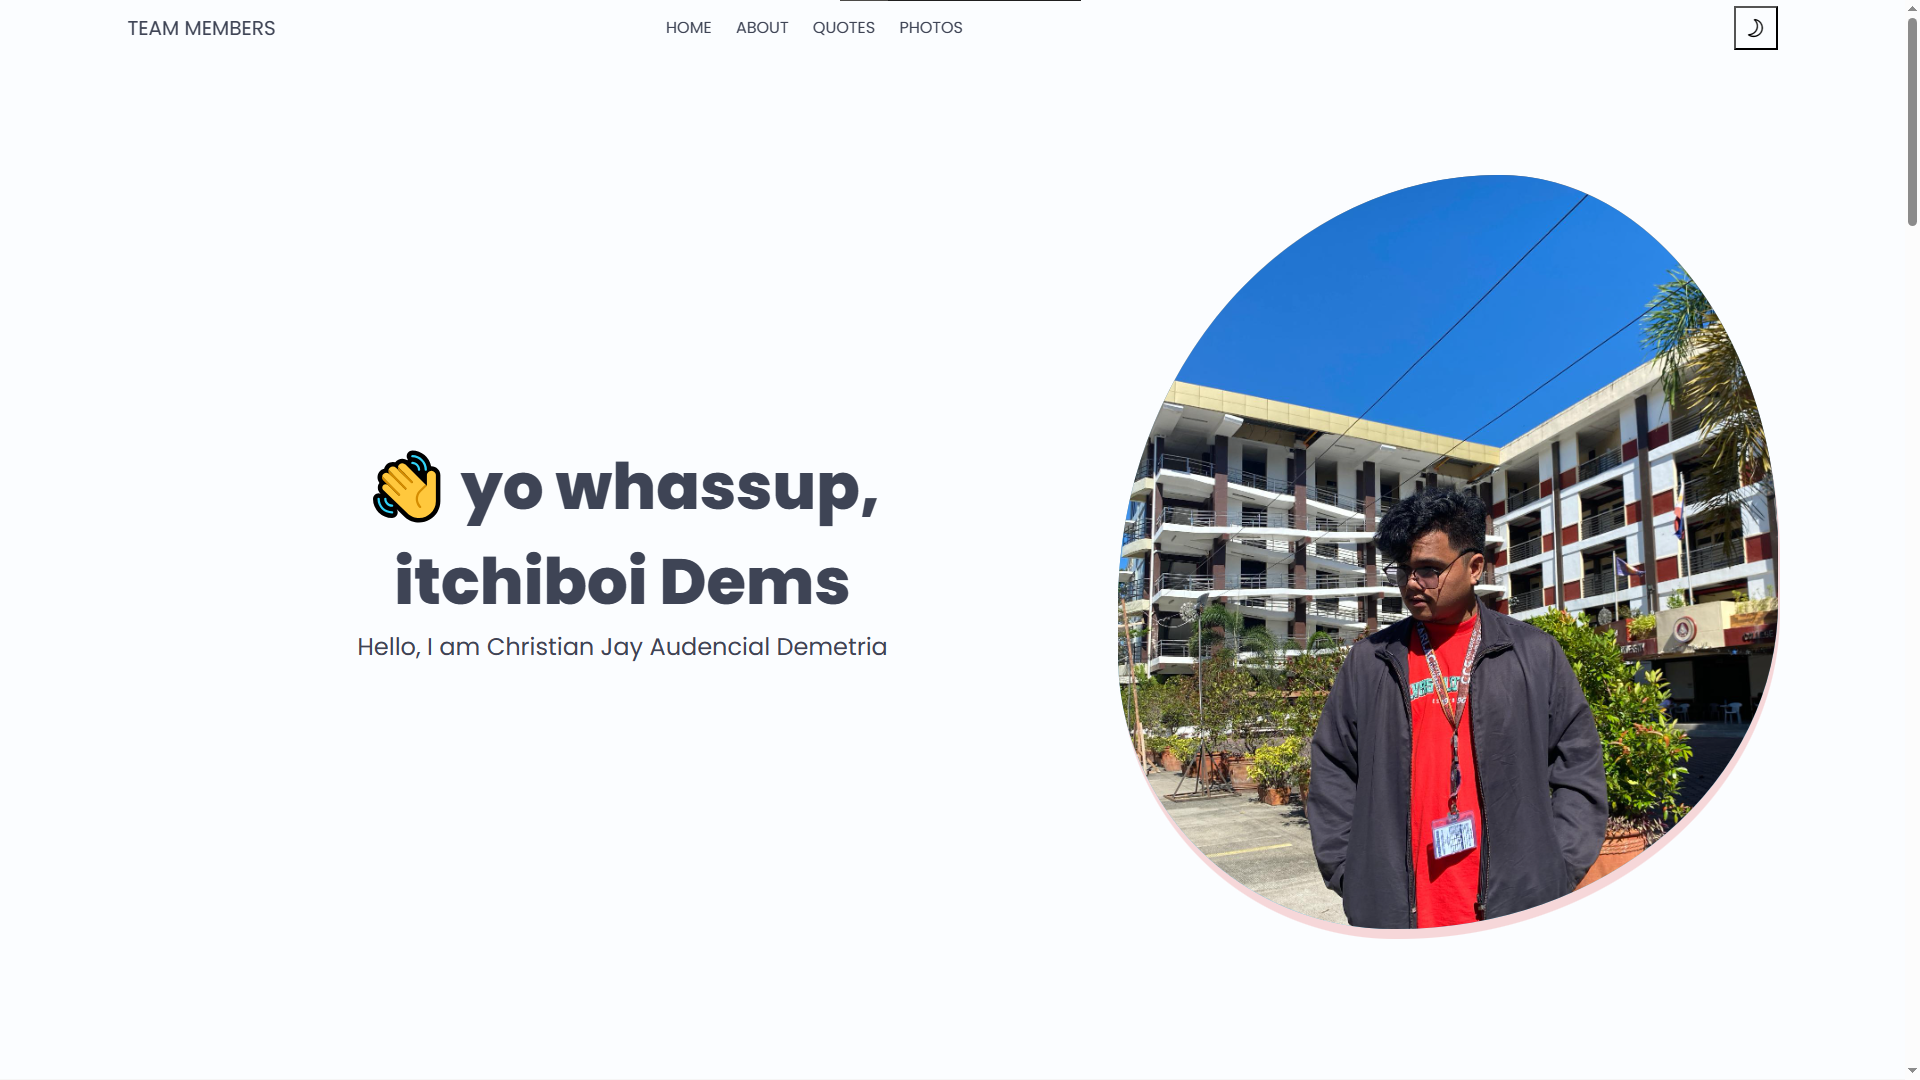 TEAM MEMBERS
HOME ABOUT QUOTES PHOTOS
yo whassup,
itchiboi Dems
Hello, I am Christian Jay Audencial Demetria